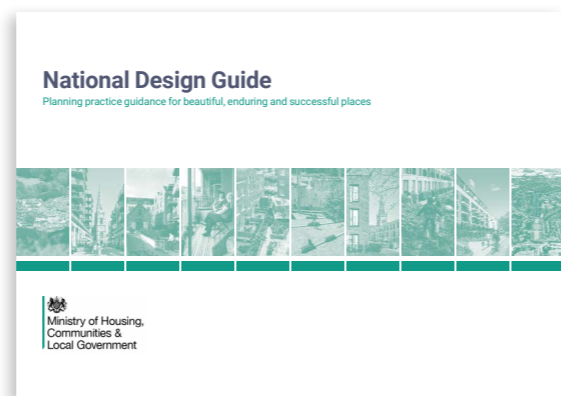 National Design Guide
Planning practice guidance for beautiful, enduring and successful places
Ministry of Housing,
Communities &
Local Government